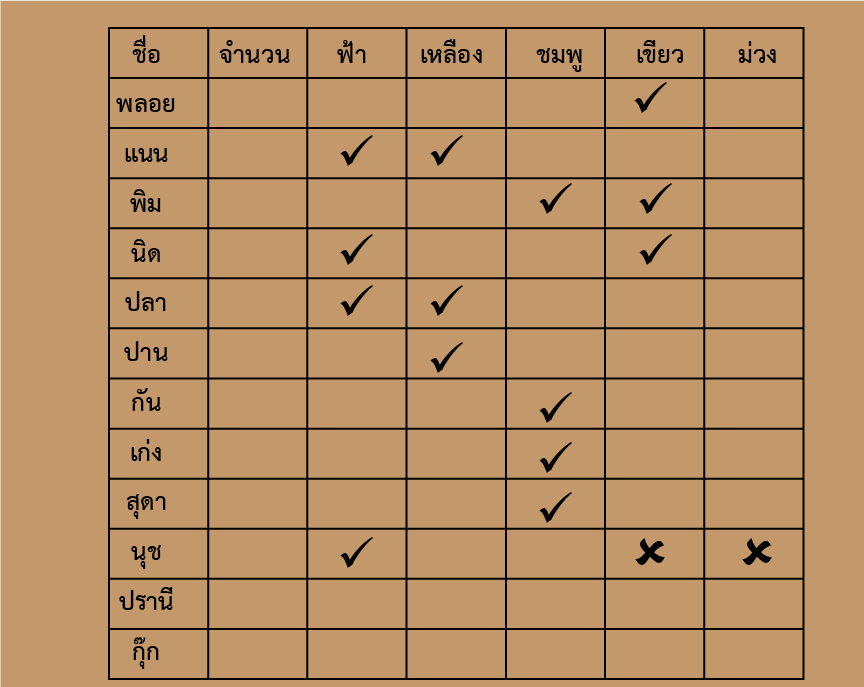 ชื่อ จำนวน ฟ้า เหลือง ชมพู เขียว ม่วง
พลอย ✓
แนน ✓ ✓
พิม ✓ ✓
นิด ✓ ✓
ปลา ✓ ✓
ปาน ✓
กัน ✓
เก่ง ✓
สุดา ✓
นุช ✓ ✘ ✘
ปรานี
กุ๊ก